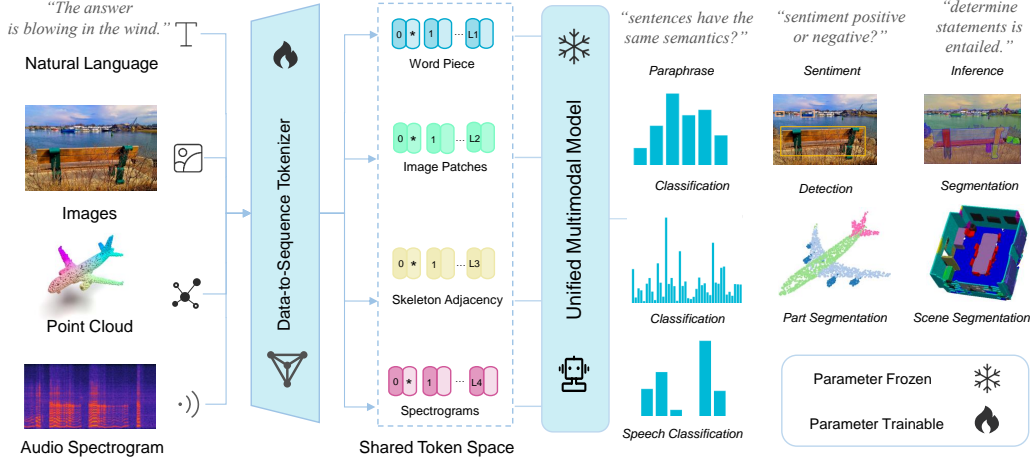 “The answer
is blowing in the wind.”
Natural Language
Images
Point Cloud
Audio Spectrogram
Data-to-Sequence Tokenizer
0 * 1 ... L1
Word Piece
0 * 1 ... L2
Image Patches
0 * 1 ... L3
Skeleton Adjacency
0 * 1 ... L4
Spectrograms
Shared Token Space
Unified Multimodal Model
“sentences have the
same semantics?”
Paraphrase
“sentiment positive
or negative?”
Sentiment
“determine
statements is
entailed.”
Inference
Classification
Detection
Segmentation
Classification
Part Segmentation
Scene Segmentation
Speech Classification
Parameter Frozen
Parameter Trainable